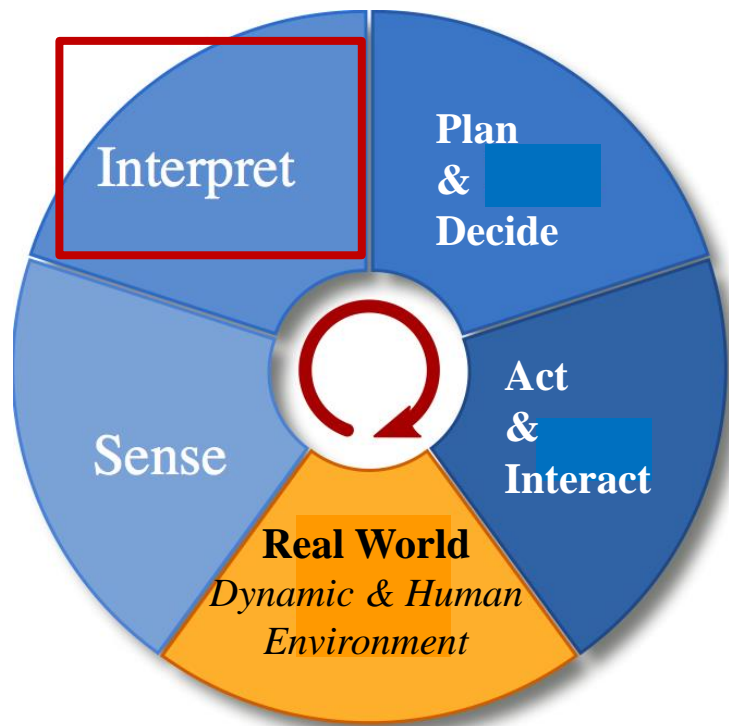 Interpret
Plan
&
Decide
Sense
Act
&
Interact
Real World
Dynamic & Human
Environment